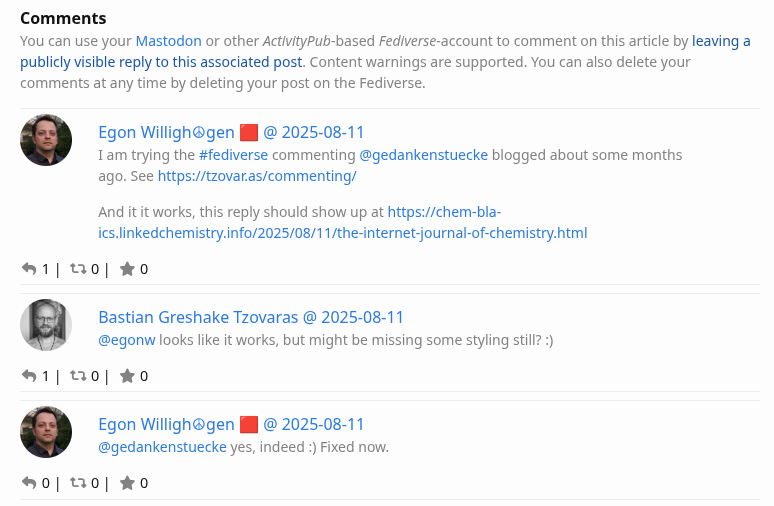 Comments
You can use your Mastodon or other ActivityPub-based Fediverse-account to comment on this article by leaving a
publicly visible reply to this associated post. Content warnings are supported. You can also delete your
comments at any time by deleting your post on the Fediverse.
Egon Willigh☮gen 🟥 @ 2025-08-11
I am trying the #fediverse commenting @gedankenstuecke blogged about some months
ago. See https://tzovar.as/commenting/
And it it works, this reply should show up at https://chem-bla-
ics.linkedchemistry.info/2025/08/11/the-internet-journal-of-chemistry.html
1 | 0 | 0
Bastian Greshake Tzovaras @ 2025-08-11
@egonw looks like it works, but might be missing some styling still? :)
1 | 0 | 0
Egon Willigh☮gen 🟥 @ 2025-08-11
@gedankenstuecke yes, indeed :) Fixed now.
0 | 0 | 0